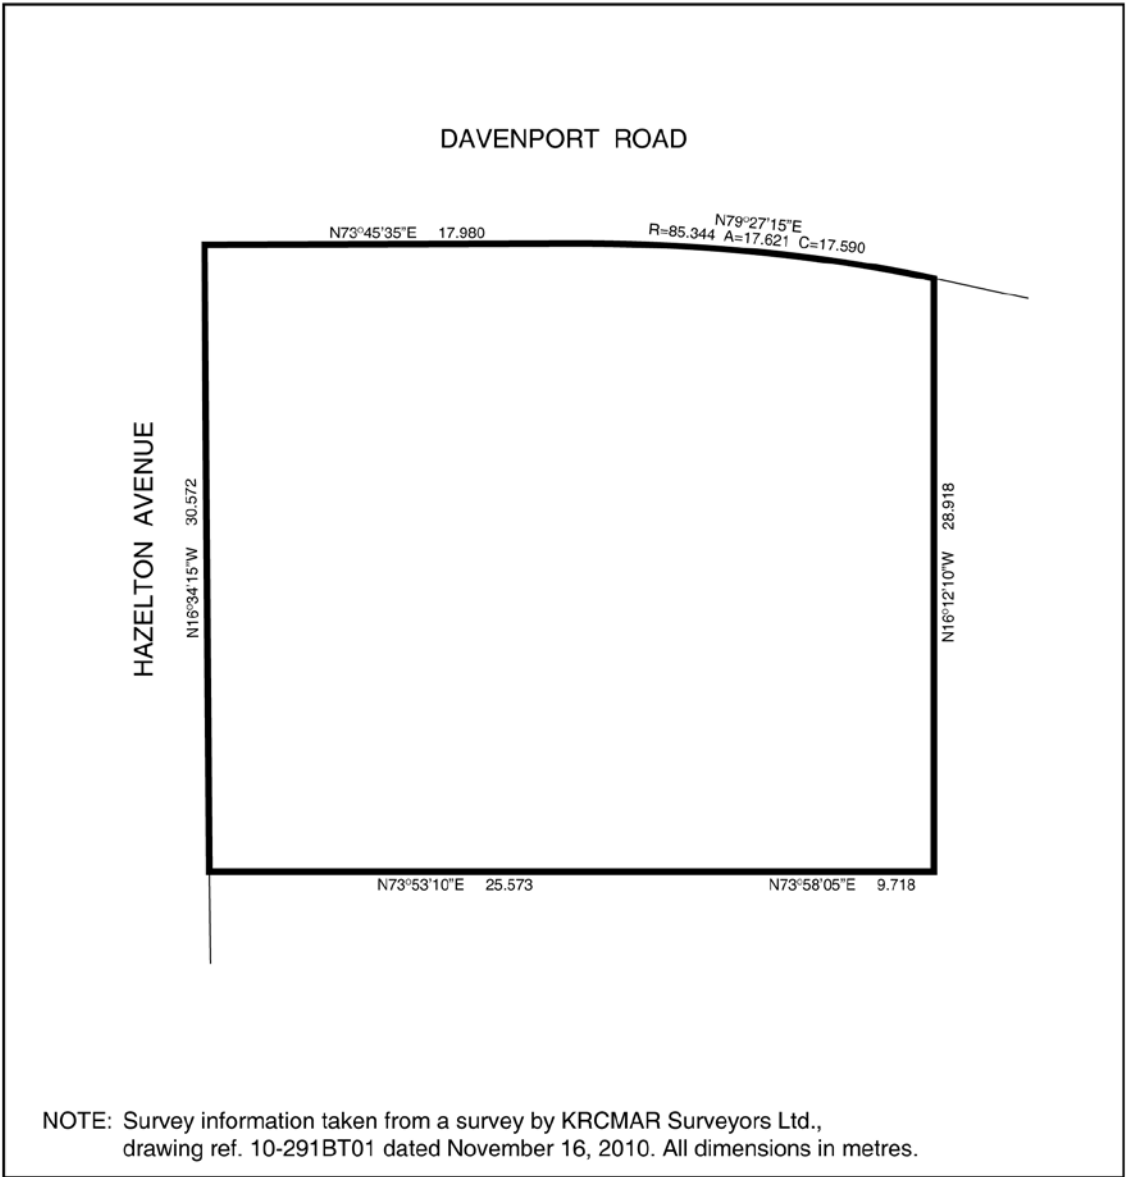 DAVENPORT ROAD
N79°27'15"E
N73°45'35"E 17.980
R=85.344 A=17.621 C=17.590
HAZELTON AVENUE
N16°34'15"W 30.572
N16°12'10"W 28.918
N73°53'10"E 25.573
N73°58'05"E 9.718
NOTE: Survey information taken from a survey by KRCMAR Surveyors Ltd.,
drawing ref. 10-291BT01 dated November 16, 2010. All dimensions in metres.